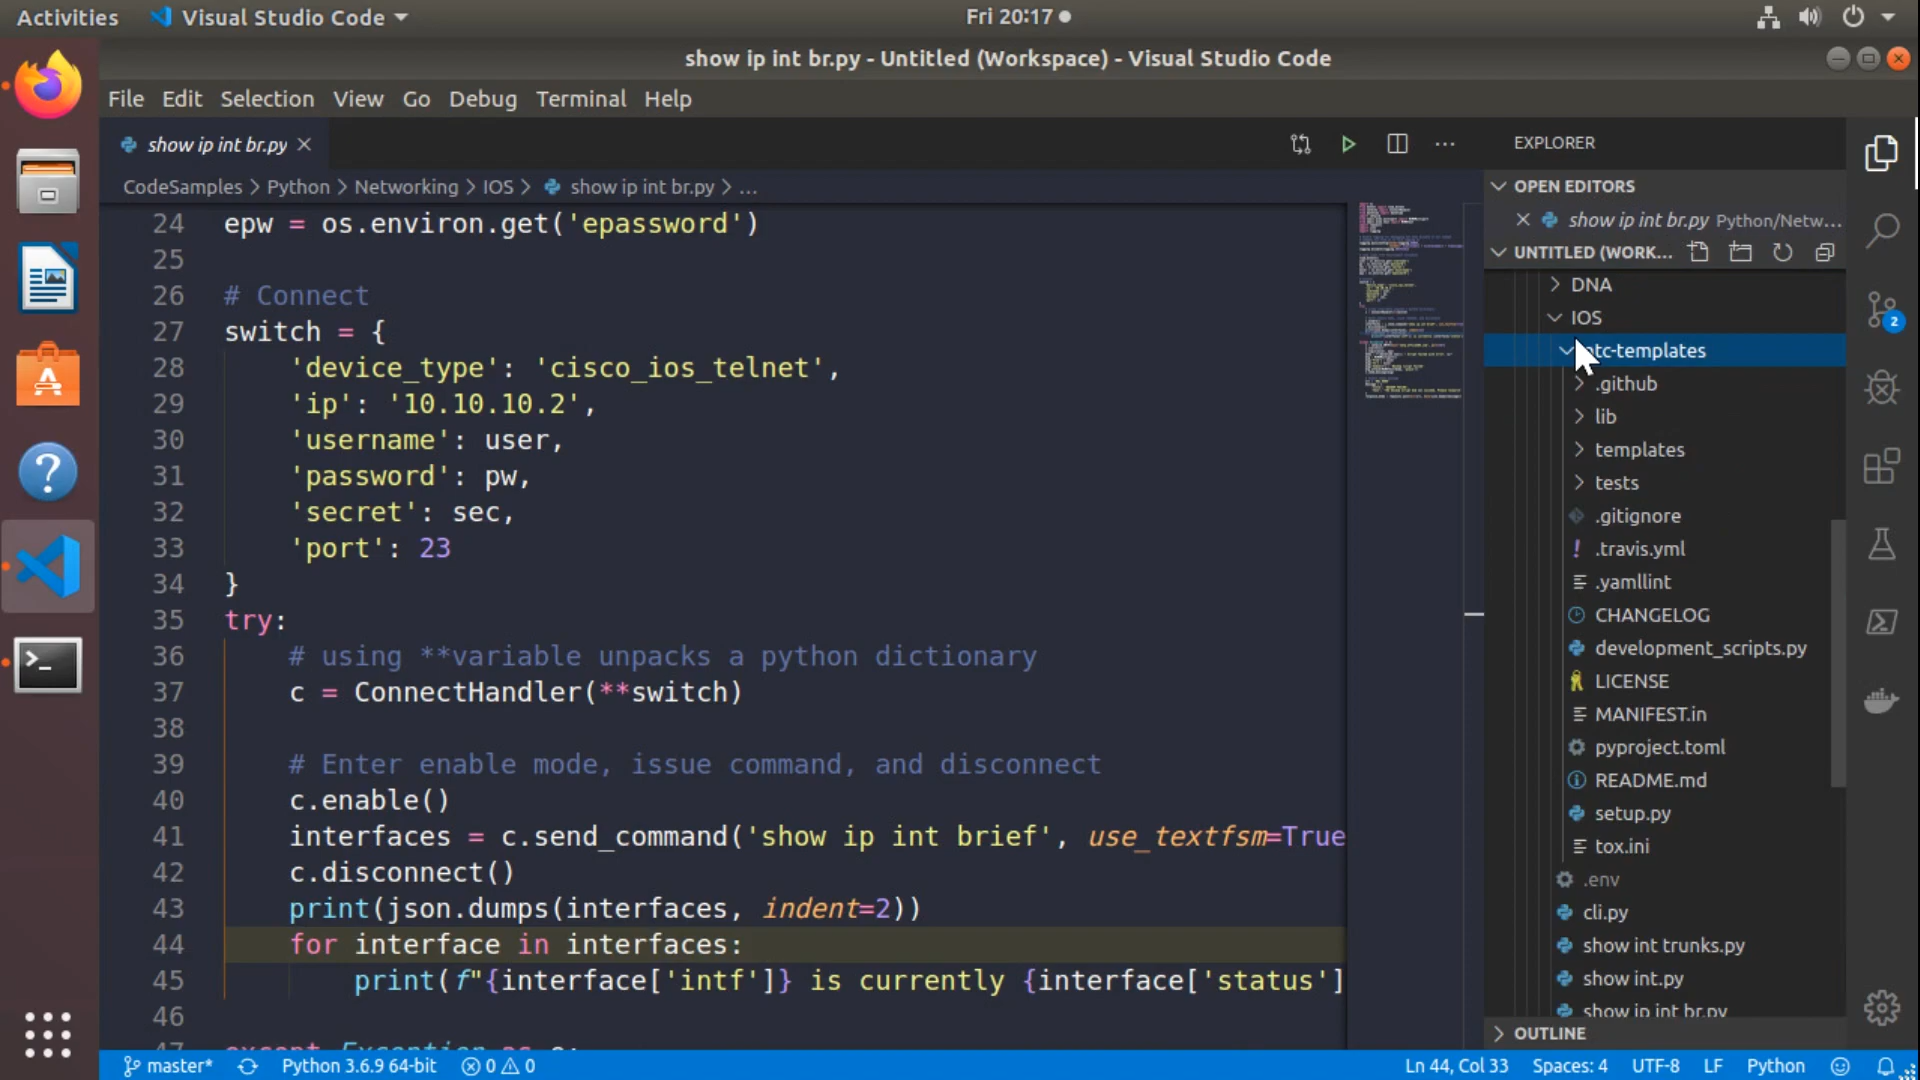 Activities
Visual Studio Code
Fri 20:17
show ip int br.py - Untitled (Workspace) - Visual Studio Code
File Edit Selection View Go Debug Terminal Help
show ip int br.py
CodeSamples > Python > Networking > IOS > show ip int br.py > ...
24 epw = os.environ.get('epassword')
25
26 # Connect
27 switch = {
28 'device_type': 'cisco_ios_telnet',
29 'ip': '10.10.10.2',
30 'username': user,
31 'password': pw,
32 'secret': sec,
33 'port': 23
34 }
35 try:
36 # using **variable unpacks a python dictionary
37 c = ConnectHandler(**switch)
38
39 # Enter enable mode, issue command, and disconnect
40 c.enable()
41 interfaces = c.send_command('show ip int brief', use_textfsm=True
42 c.disconnect()
43 print(json.dumps(interfaces, indent=2))
44 for interface in interfaces:
45 print(f"{interface['intf']} is currently {interface['status']
46
EXPLORER
OPEN EDITORS
show ip int br.py Python/Netw...
UNTITLED (WORK...
DNA
IOS
tc-templates
.github
lib
templates
tests
.gitignore
.travis.yml
.yamllint
CHANGELOG
development_scripts.py
LICENSE
MANIFEST.in
pyproject.toml
README.md
setup.py
tox.ini
.env
cli.py
show int trunks.py
show int.py
show ip int br.py
OUTLINE
2
master*
Python 3.6.9 64-bit
0
0
Ln 44, Col 33
Spaces: 4
UTF-8
LF
Python